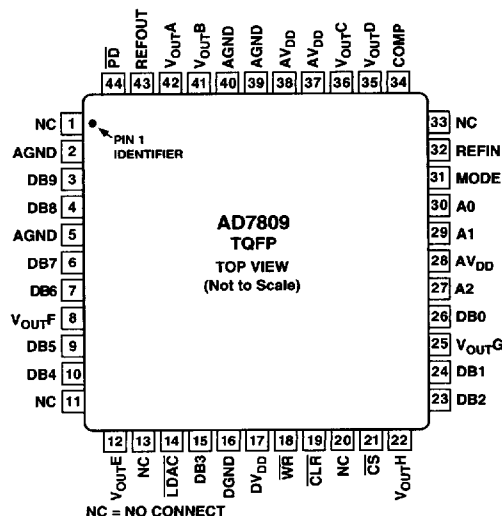 PD REFOUT VOUTA VOUTB AGND AGND AVDD AVDD VOUTC VOUTD COMP
44 43 42 41 40 39 38 37 36 35 34
NC 1
AGND 2
DB9 3
DB8 4
AGND 5
DB7 6
DB6 7
VOUTF 8
DB5 9
DB4 10
NC 11
PIN 1
IDENTIFIER
AD7809
TQFP
TOP VIEW
(Not to Scale)
33 NC
32 REFIN
31 MODE
30 A0
29 A1
28 AVDD
27 A2
26 DB0
25 VOUTG
24 DB1
23 DB2
12 13 14 15 16 17 18 19 20 21 22
VOUTE NC LDAC DB3 DGND DVDD WR CLR NC CS VOUTH
NC = NO CONNECT